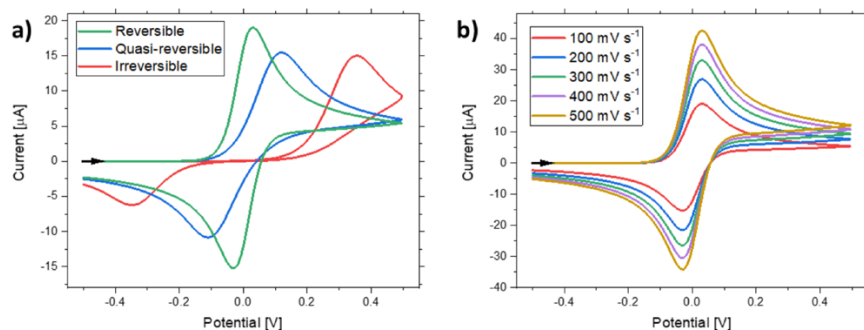 a)
Reversible
Quasi-reversible
Irreversible
20
15
10
5
0
-5
-10
-15
-0.4
-0.2
0.0
0.2
0.4
Current [µA]
Potential [V]
b)
100 mV s⁻¹
200 mV s⁻¹
300 mV s⁻¹
400 mV s⁻¹
500 mV s⁻¹
50
40
30
20
10
0
-10
-20
-30
-40
-0.4
-0.2
0.0
0.2
0.4
Current [µA]
Potential [V]